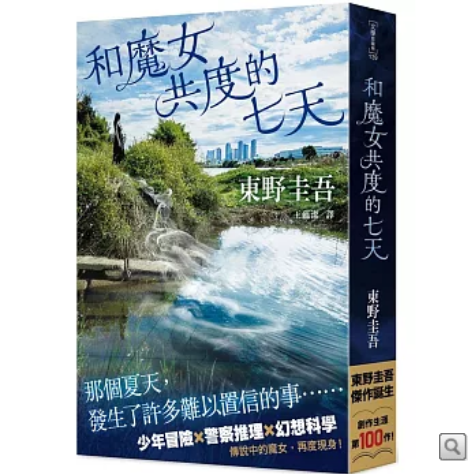 和魔女
共度的
七天
東野圭吾
王蘊潔 譯
那個夏天,
發生了許多難以置信的事……
少年冒險×警察推理×幻想科學
傳說中的魔女,再度現身!
和魔女共度的七天
東野圭吾
東野圭吾
傑作誕生
創作生涯
第100作!